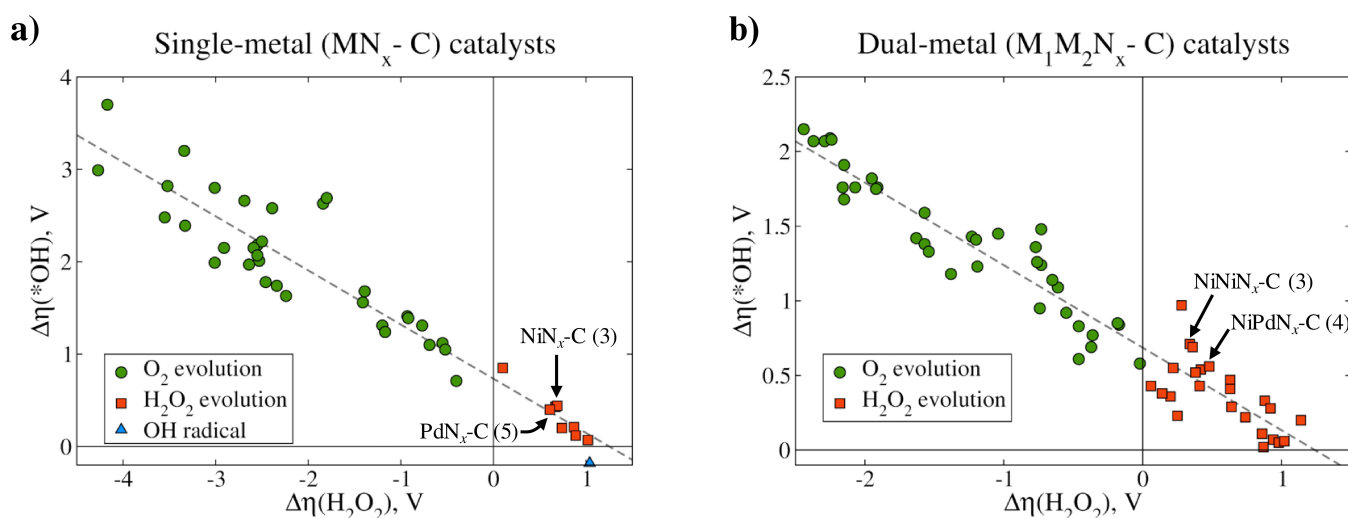 a)
Single-metal (MNₓ- C) catalysts
4
3
2
1
0
-4
-3
-2
-1
0
1
Δη(*OH), V
Δη(H₂O₂), V
NiNₓ-C (3)
PdNₓ-C (5)
O₂ evolution
H₂O₂ evolution
OH radical
b)
Dual-metal (M₁M₂Nₓ- C) catalysts
2.5
2
1.5
1
0.5
0
-2
-1
0
1
Δη(*OH), V
Δη(H₂O₂), V
NiNiNₓ-C (3)
NiPdNₓ-C (4)
O₂ evolution
H₂O₂ evolution